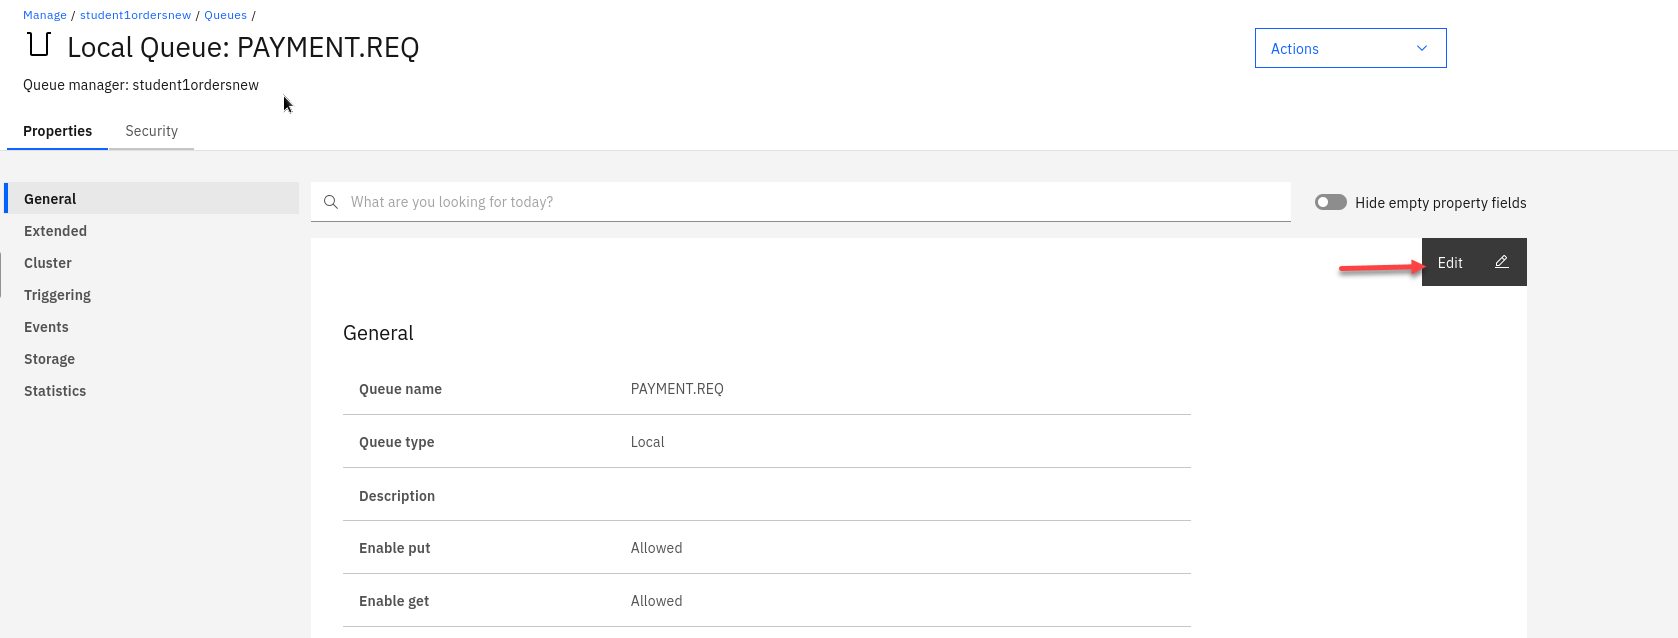 Manage / student1ordersnew / Queues /
Local Queue: PAYMENT.REQ
Actions
Queue manager: student1ordersnew
Properties
Security
General
Extended
Cluster
Triggering
Events
Storage
Statistics
What are you looking for today?
Hide empty property fields
Edit
General
Queue name PAYMENT.REQ
Queue type Local
Description
Enable put Allowed
Enable get Allowed